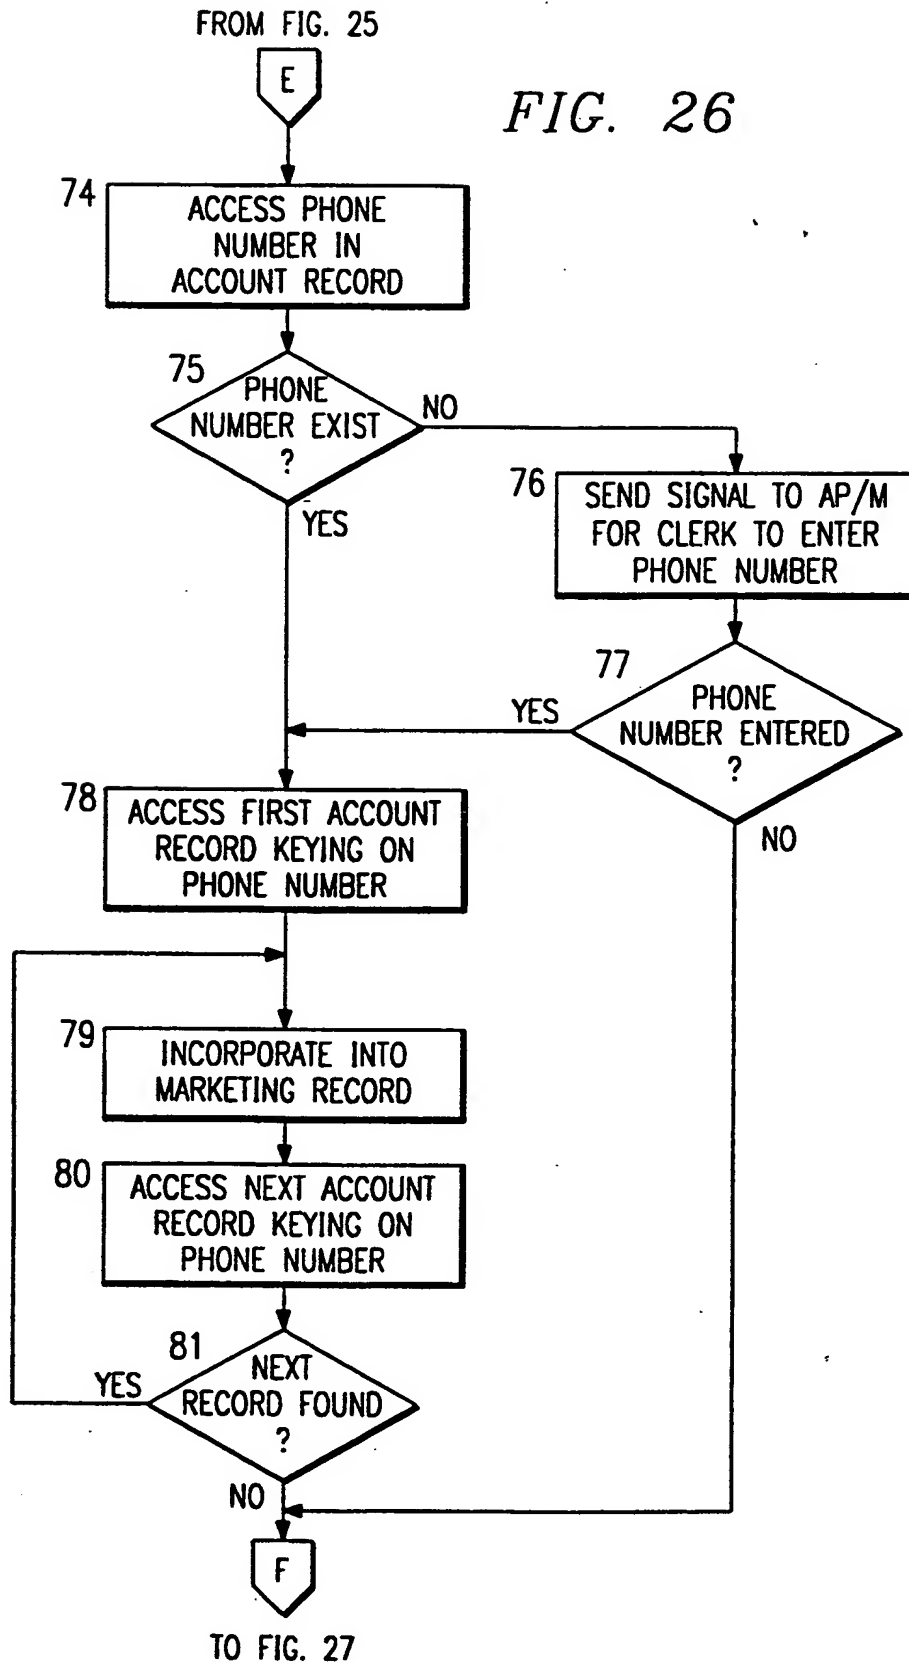 FROM FIG. 25
E
FIG. 26
74
ACCESS PHONE
NUMBER IN
ACCOUNT RECORD
75
PHONE
NUMBER EXIST
?
NO
YES
76
SEND SIGNAL TO AP/M
FOR CLERK TO ENTER
PHONE NUMBER
77
PHONE
NUMBER ENTERED
?
YES
NO
78
ACCESS FIRST ACCOUNT
RECORD KEYING ON
PHONE NUMBER
79
INCORPORATE INTO
MARKETING RECORD
80
ACCESS NEXT ACCOUNT
RECORD KEYING ON
PHONE NUMBER
81
NEXT
RECORD FOUND
?
YES
NO
F
TO FIG. 27